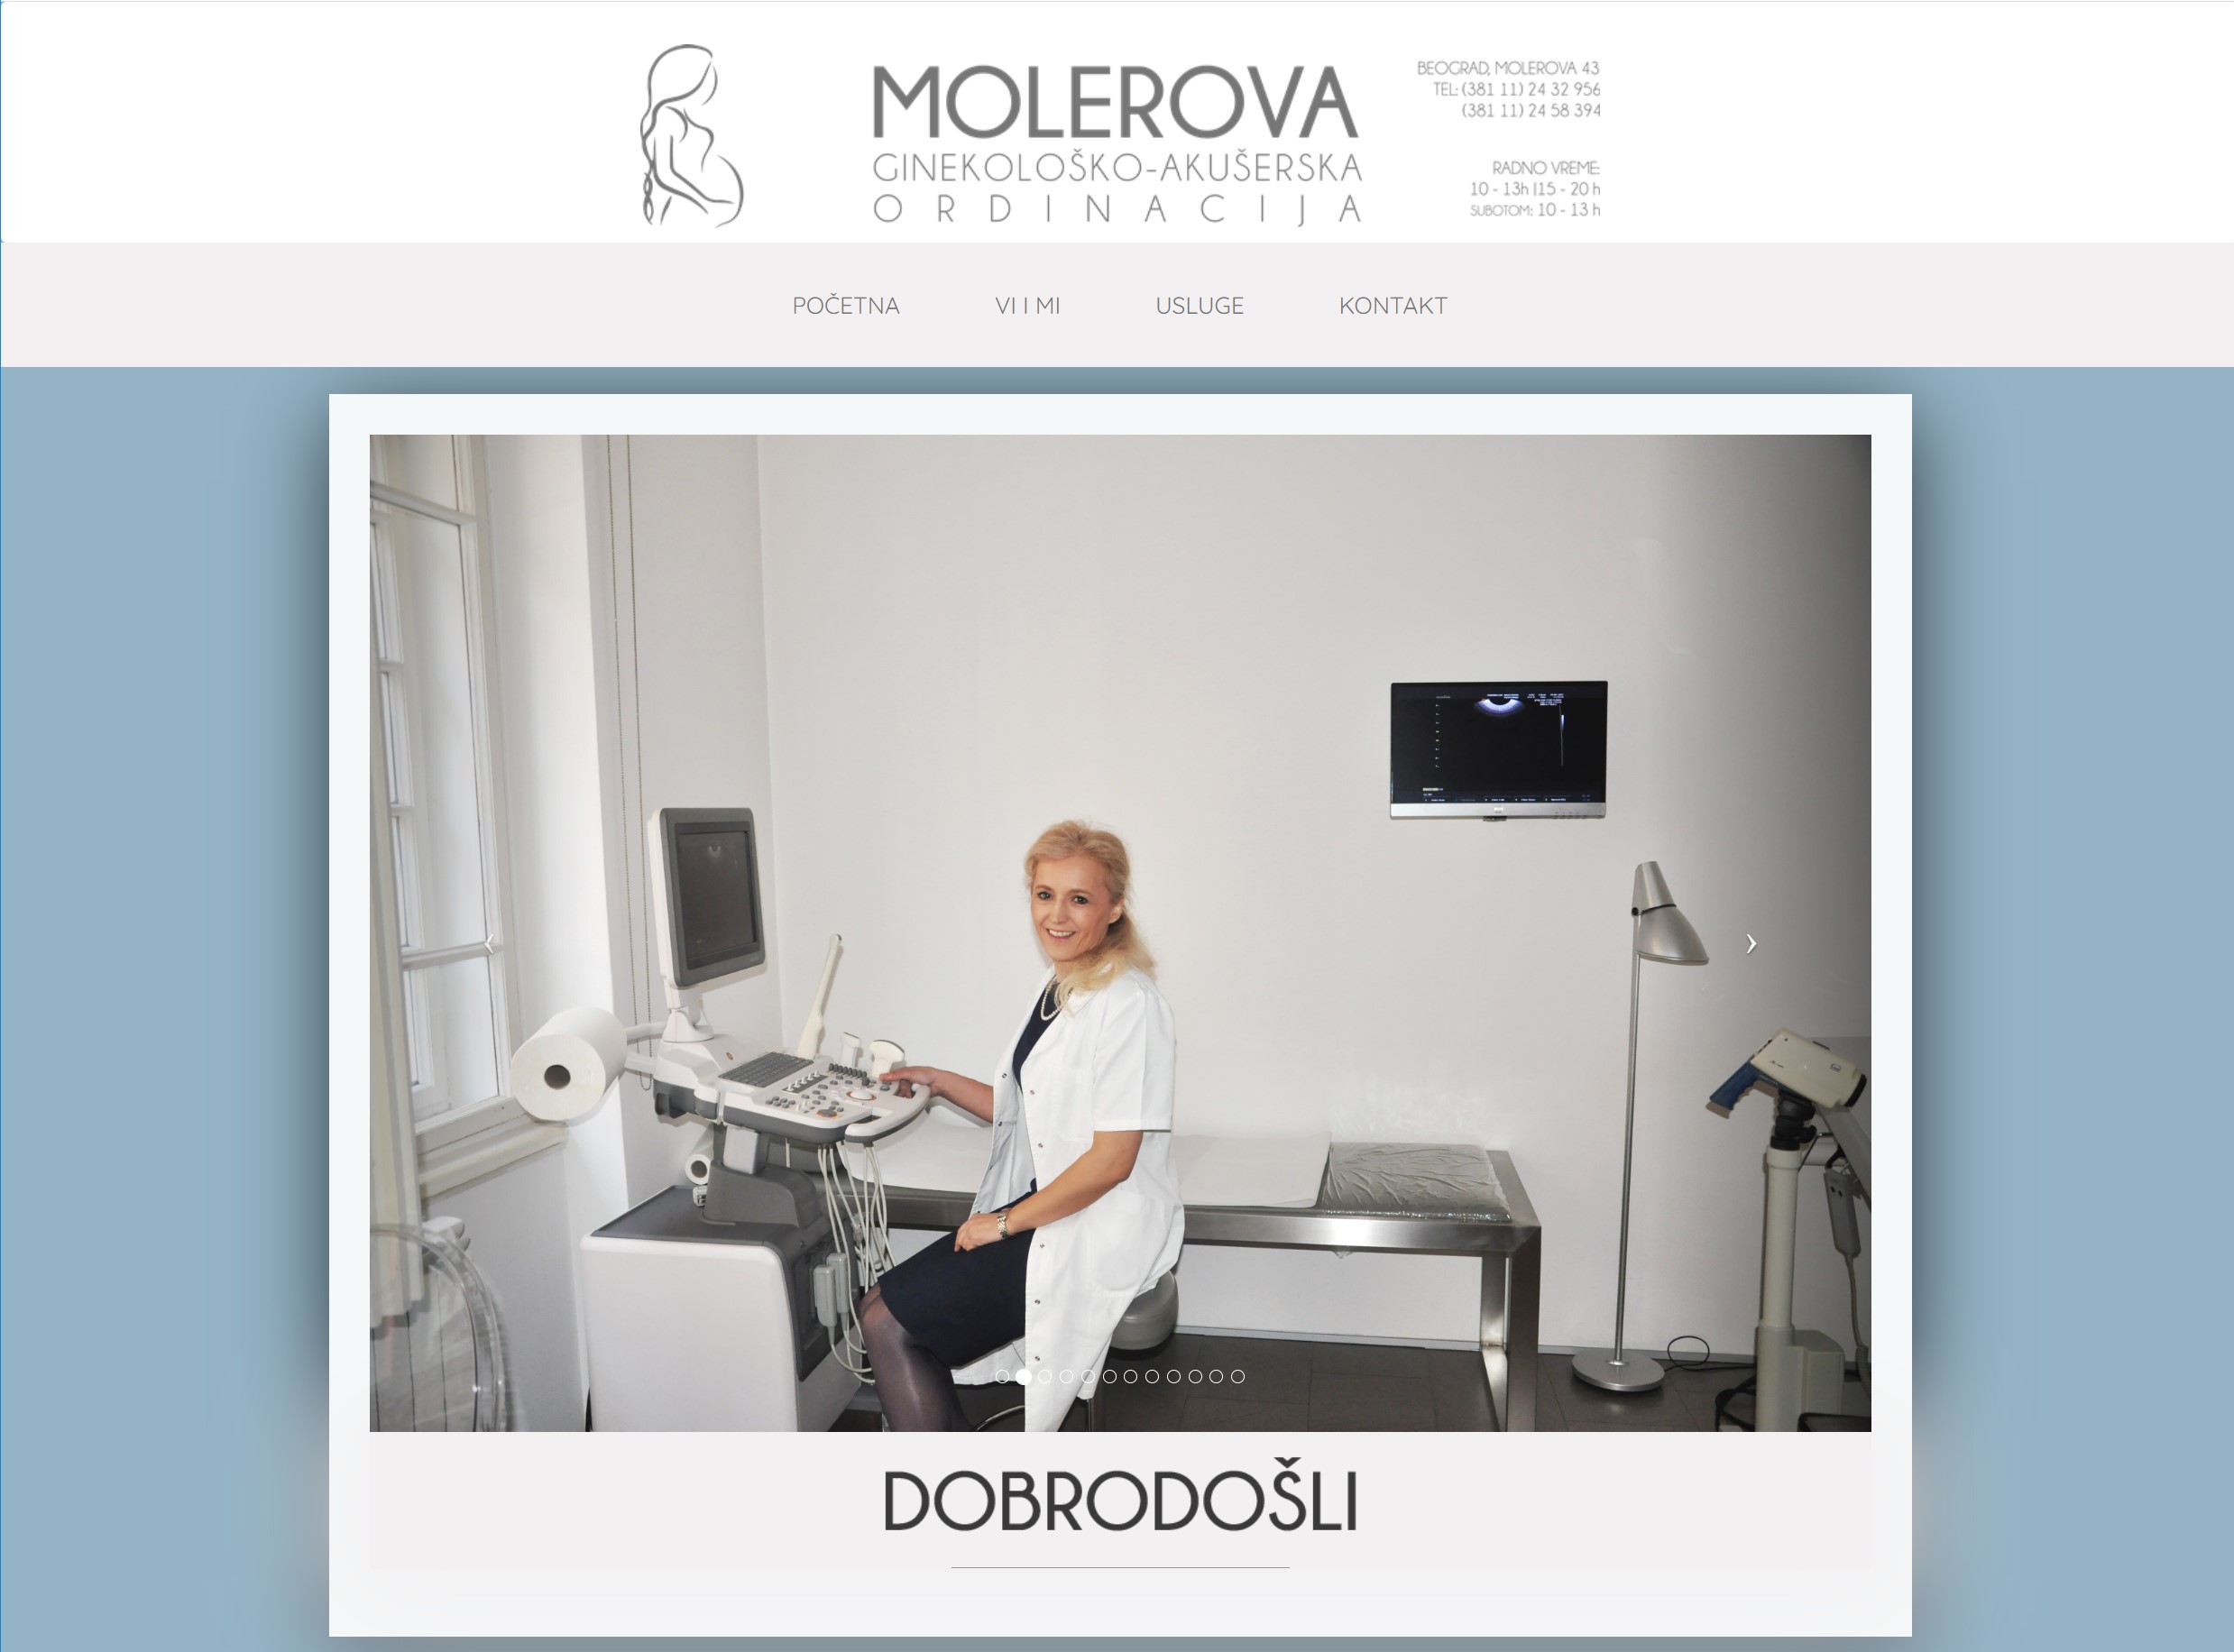 MOLEROVA
GINEKOLOŠKO-AKUŠERSKA
ORDINACIJA
BEOGRAD, MOLEROVA 43
TEL: (381 11) 24 32 956
(381 11) 24 58 394
RADNO VREME:
10 - 13h |15 - 20 h
SUBOTOM: 10 - 13 h
POČETNA
VI I MI
USLUGE
KONTAKT
DOBRODOŠLI